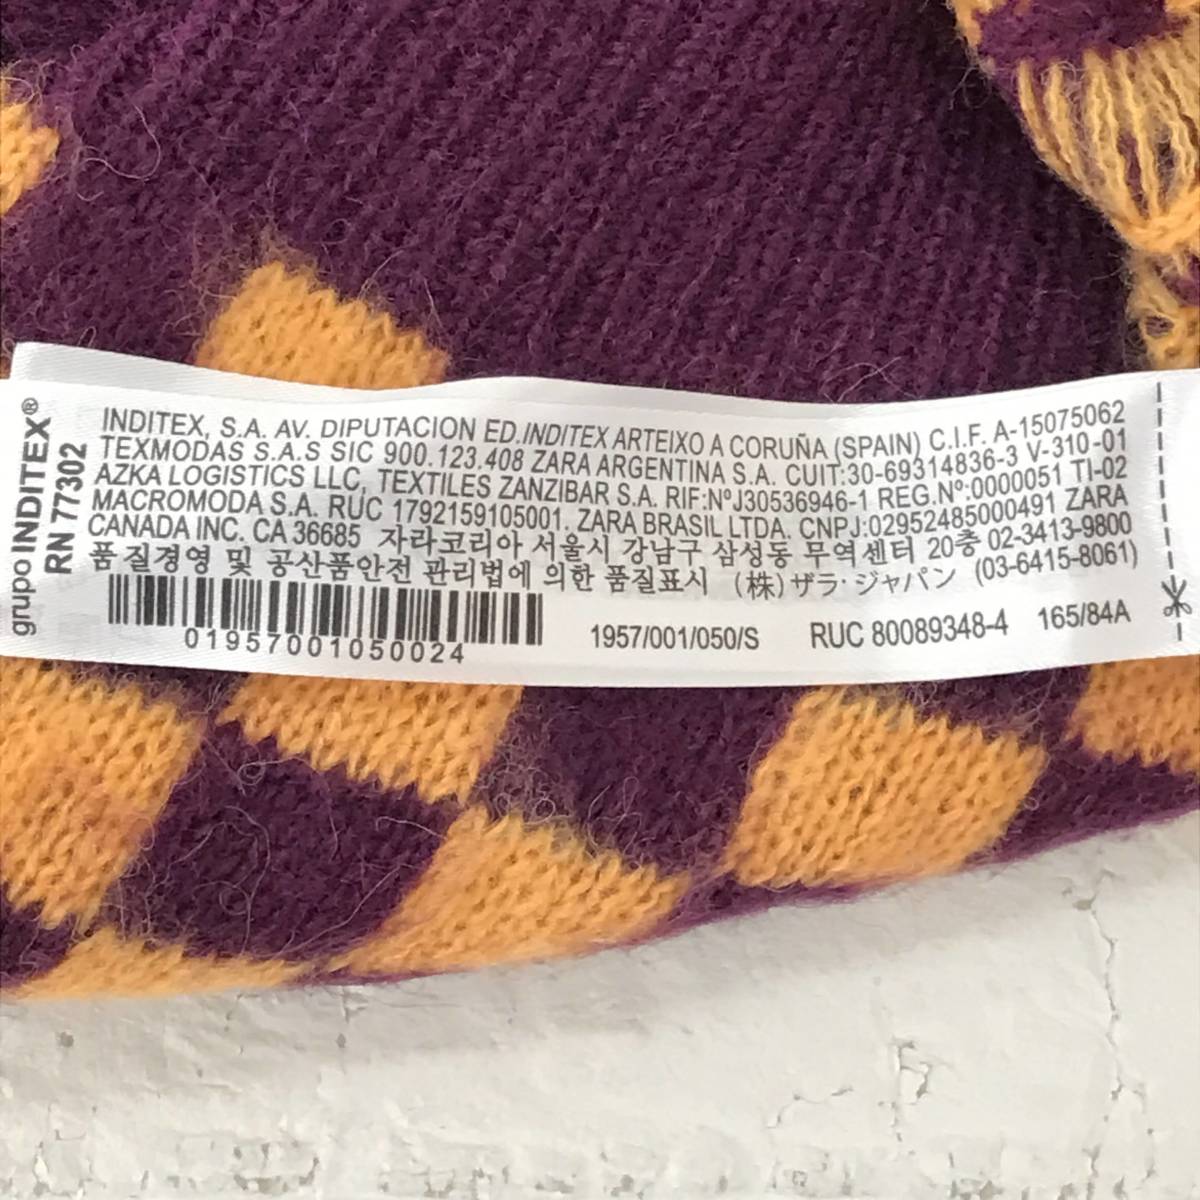 grupo INDITEX®
RN 77302
INDITEX, S.A. AV. DIPUTACION ED.INDITEX ARTEIXO A CORUÑA (SPAIN) C.I.F. A-15075062
TEXMODAS S.A.S SIC 900.123.408 ZARA ARGENTINA S.A. CUIT:30-69314836-3 V-310-01
AZKA LOGISTICS LLC, TEXTILES ZANZIBAR S.A. RIF:NºJ30536946-1 REG.Nº:0000051 TI-02
MACROMODA S.A. RUC 1792159105001. ZARA BRASIL LTDA. CNPJ:02952485000491 ZARA
CANADA INC. CA 36685 자라코리아 서울시 강남구 삼성동 무역센터 20층 02-3413-9800
품질경영 및 공산품안전 관리법에 의한 품질표시 (株)ザラ·ジャパン (03-6415-8061)
01957001050024
1957/001/050/S RUC 80089348-4 165/84A